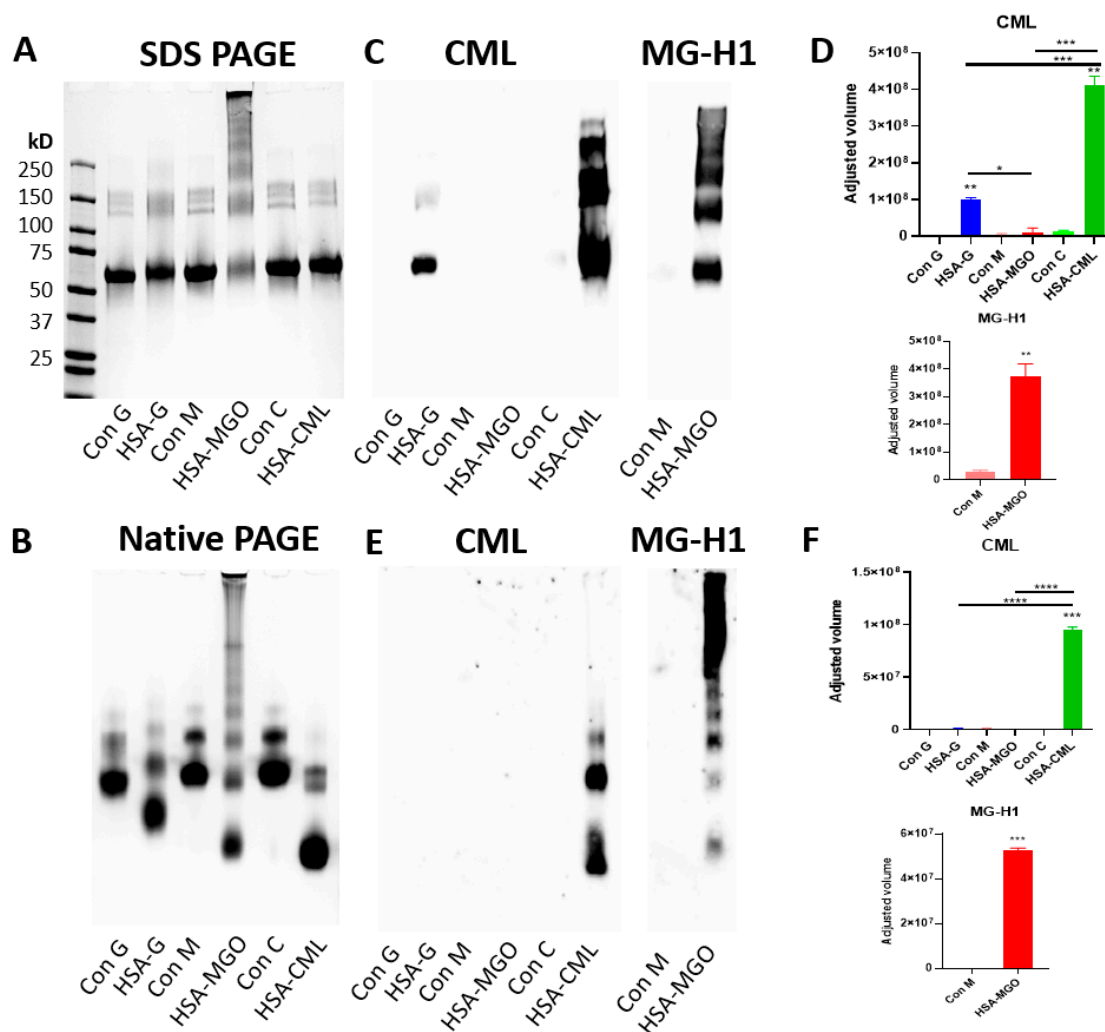 A SDS PAGE
kD
250
150
100
75
50
37
25
Con G
HSA-G
Con M
HSA-MGO
Con C
HSA-CML
C CML MG-H1
Con G
HSA-G
Con M
HSA-MGO
Con C
HSA-CML
Con M
HSA-MGO
D
CML
Adjusted volume
5×10⁸
4×10⁸
2×10⁸
1×10⁸
0
**
*
***
***
**
Con G
HSA-G
Con M
HSA-MGO
Con C
HSA-CML
MG-H1
Adjusted volume
5×10⁸
4×10⁸
3×10⁸
2×10⁸
1×10⁸
0
**
Con M
HSA-MGO
B Native PAGE
Con G
HSA-G
Con M
HSA-MGO
Con C
HSA-CML
E CML MG-H1
Con G
HSA-G
Con M
HSA-MGO
Con C
HSA-CML
Con M
HSA-MGO
F
CML
Adjusted volume
1.5×10⁸
1×10⁸
5×10⁷
0
****
****
***
Con G
HSA-G
Con M
HSA-MGO
Con C
HSA-CML
MG-H1
Adjusted volume
6×10⁷
4×10⁷
2×10⁷
0
***
Con M
HSA-MGO